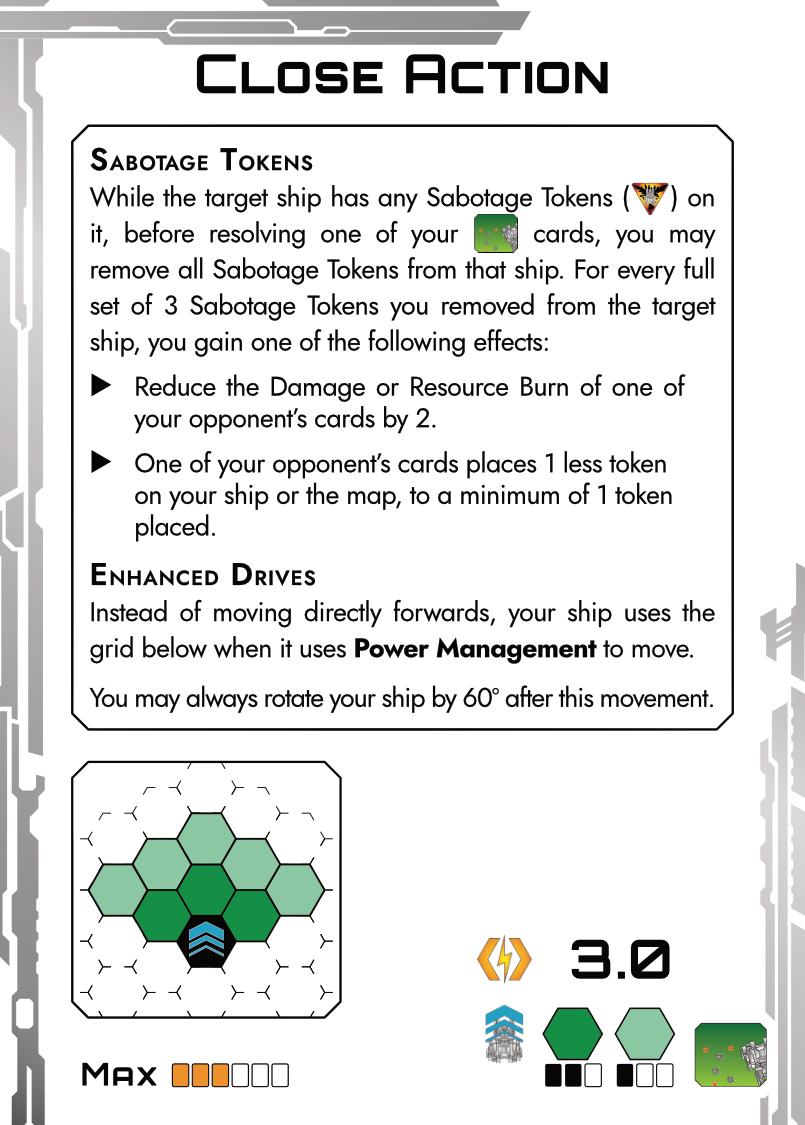 Close Action
Sabotage Tokens
While the target ship has any Sabotage Tokens ( ) on
it, before resolving one of your cards, you may
remove all Sabotage Tokens from that ship. For every full
set of 3 Sabotage Tokens you removed from the target
ship, you gain one of the following effects:
▶ Reduce the Damage or Resource Burn of one of
your opponent's cards by 2.
▶ One of your opponent's cards places 1 less token
on your ship or the map, to a minimum of 1 token
placed.
Enhanced Drives
Instead of moving directly forwards, your ship uses the
grid below when it uses Power Management to move.
You may always rotate your ship by 60° after this movement.
3.0
Max